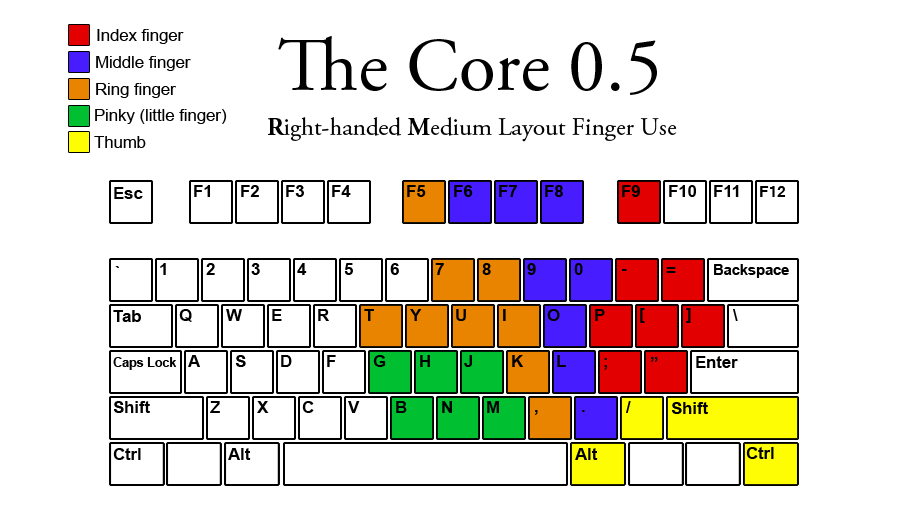 Index finger
Middle finger
Ring finger
Pinky (little finger)
Thumb
The Core 0.5
Right-handed Medium Layout Finger Use
Esc F1 F2 F3 F4 F5 F6 F7 F8 F9 F10 F11 F12
` 1 2 3 4 5 6 7 8 9 0 - = Backspace
Tab Q W E R T Y U I O P [ ] \
Caps Lock A S D F G H J K L ; " Enter
Shift Z X C V B N M , . / Shift
Ctrl Alt Alt Ctrl